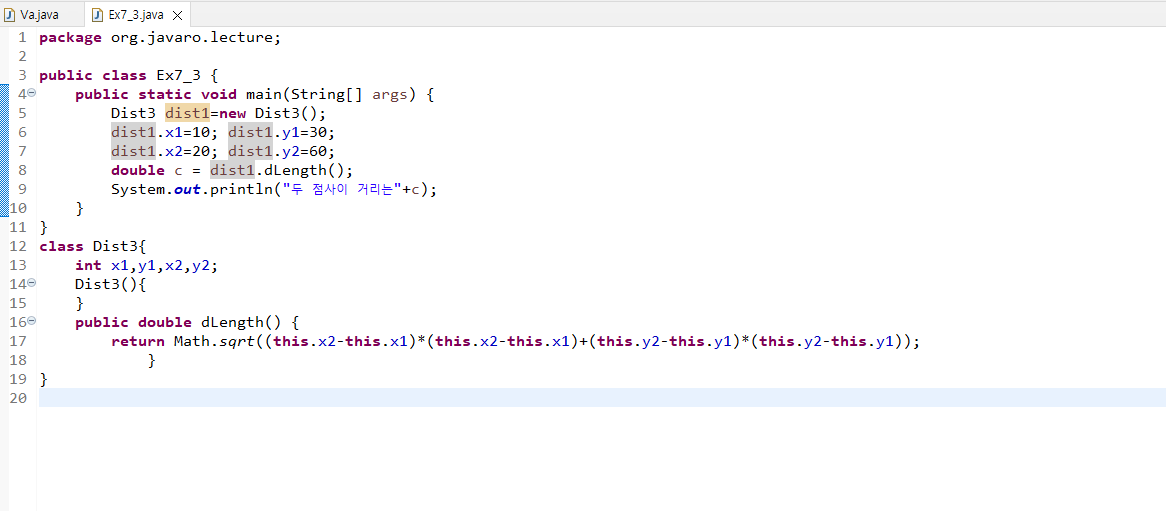 Va.java Ex7_3.java
1 package org.javaro.lecture;
2
3 public class Ex7_3 {
4 public static void main(String[] args) {
5 Dist3 dist1=new Dist3();
6 dist1.x1=10; dist1.y1=30;
7 dist1.x2=20; dist1.y2=60;
8 double c = dist1.dLength();
9 System.out.println("두 점사이 거리는"+c);
10 }
11 }
12 class Dist3{
13 int x1,y1,x2,y2;
14 Dist3(){
15 }
16 public double dLength() {
17 return Math.sqrt((this.x2-this.x1)*(this.x2-this.x1)+(this.y2-this.y1)*(this.y2-this.y1));
18 }
19 }
20